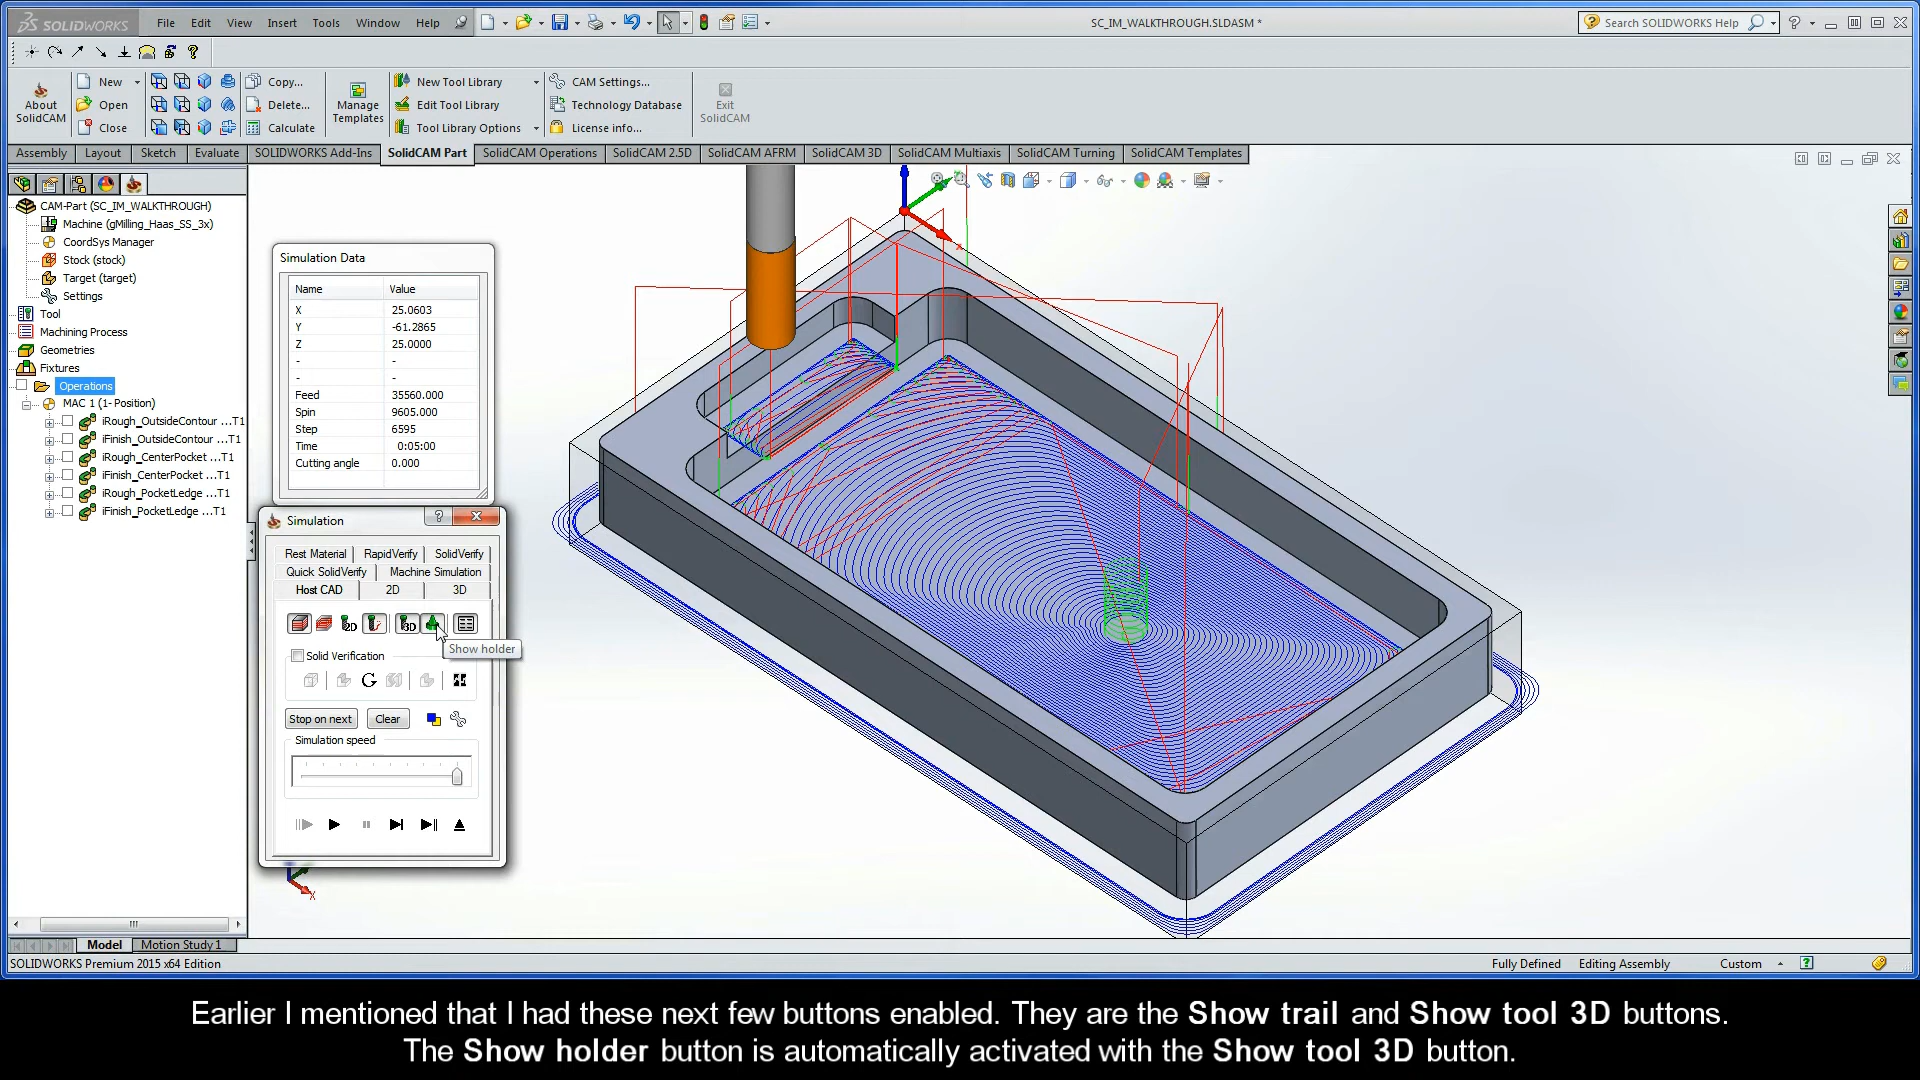 SOLIDWORKS File Edit View Insert Tools Window Help SC_IM_WALKTHROUGH.SLDASM * Search SOLIDWORKS Help
About SolidCAM
New
Open
Close
Copy...
Delete...
Calculate
Manage Templates
New Tool Library
Edit Tool Library
Tool Library Options
CAM Settings...
Technology Database
License info...
Exit SolidCAM
Assembly Layout Sketch Evaluate SOLIDWORKS Add-Ins SolidCAM Part SolidCAM Operations SolidCAM 2.5D SolidCAM AFRM SolidCAM 3D SolidCAM Multiaxis SolidCAM Turning SolidCAM Templates
CAM-Part (SC_IM_WALKTHROUGH)
Machine (gMilling_Haas_SS_3x)
CoordSys Manager
Stock (stock)
Target (target)
Settings
Tool
Machining Process
Geometries
Fixtures
Operations
MAC 1 (1- Position)
iRough_OutsideContour ...T1
iFinish_OutsideContour ...T1
iRough_CenterPocket ...T1
iFinish_CenterPocket ...T1
iRough_PocketLedge ...T1
iFinish_PocketLedge ...T1
Simulation Data
Name Value
X 25.0603
Y -61.2865
Z 25.0000
- -
- -
Feed 35560.000
Spin 9605.000
Step 6595
Time 0:05:00
Cutting angle 0.000
Simulation
Rest Material RapidVerify SolidVerify
Quick SolidVerify Machine Simulation
Host CAD 2D 3D
2D 3D
Show holder
Solid Verification
Stop on next Clear
Simulation speed
x
X
Model Motion Study 1
SOLIDWORKS Premium 2015 x64 Edition Fully Defined Editing Assembly Custom
Earlier I mentioned that I had these next few buttons enabled. They are the Show trail and Show tool 3D buttons.
The Show holder button is automatically activated with the Show tool 3D button.